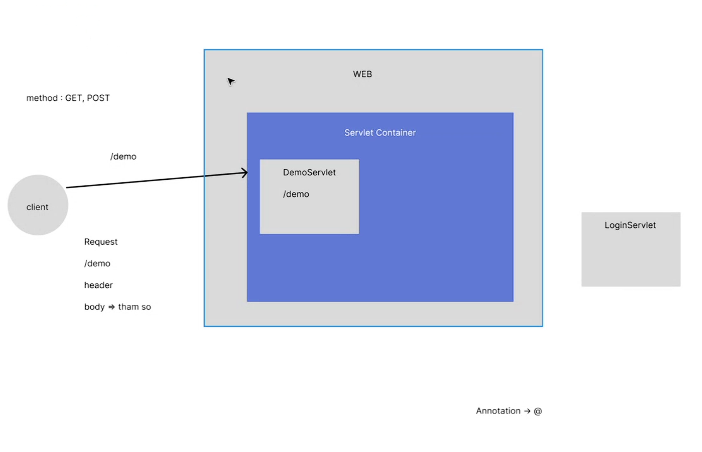 WEB
method : GET, POST
Servlet Container
/demo
DemoServlet
/demo
client
LoginServlet
Request
/demo
header
body ⇒ tham so
Annotation → @